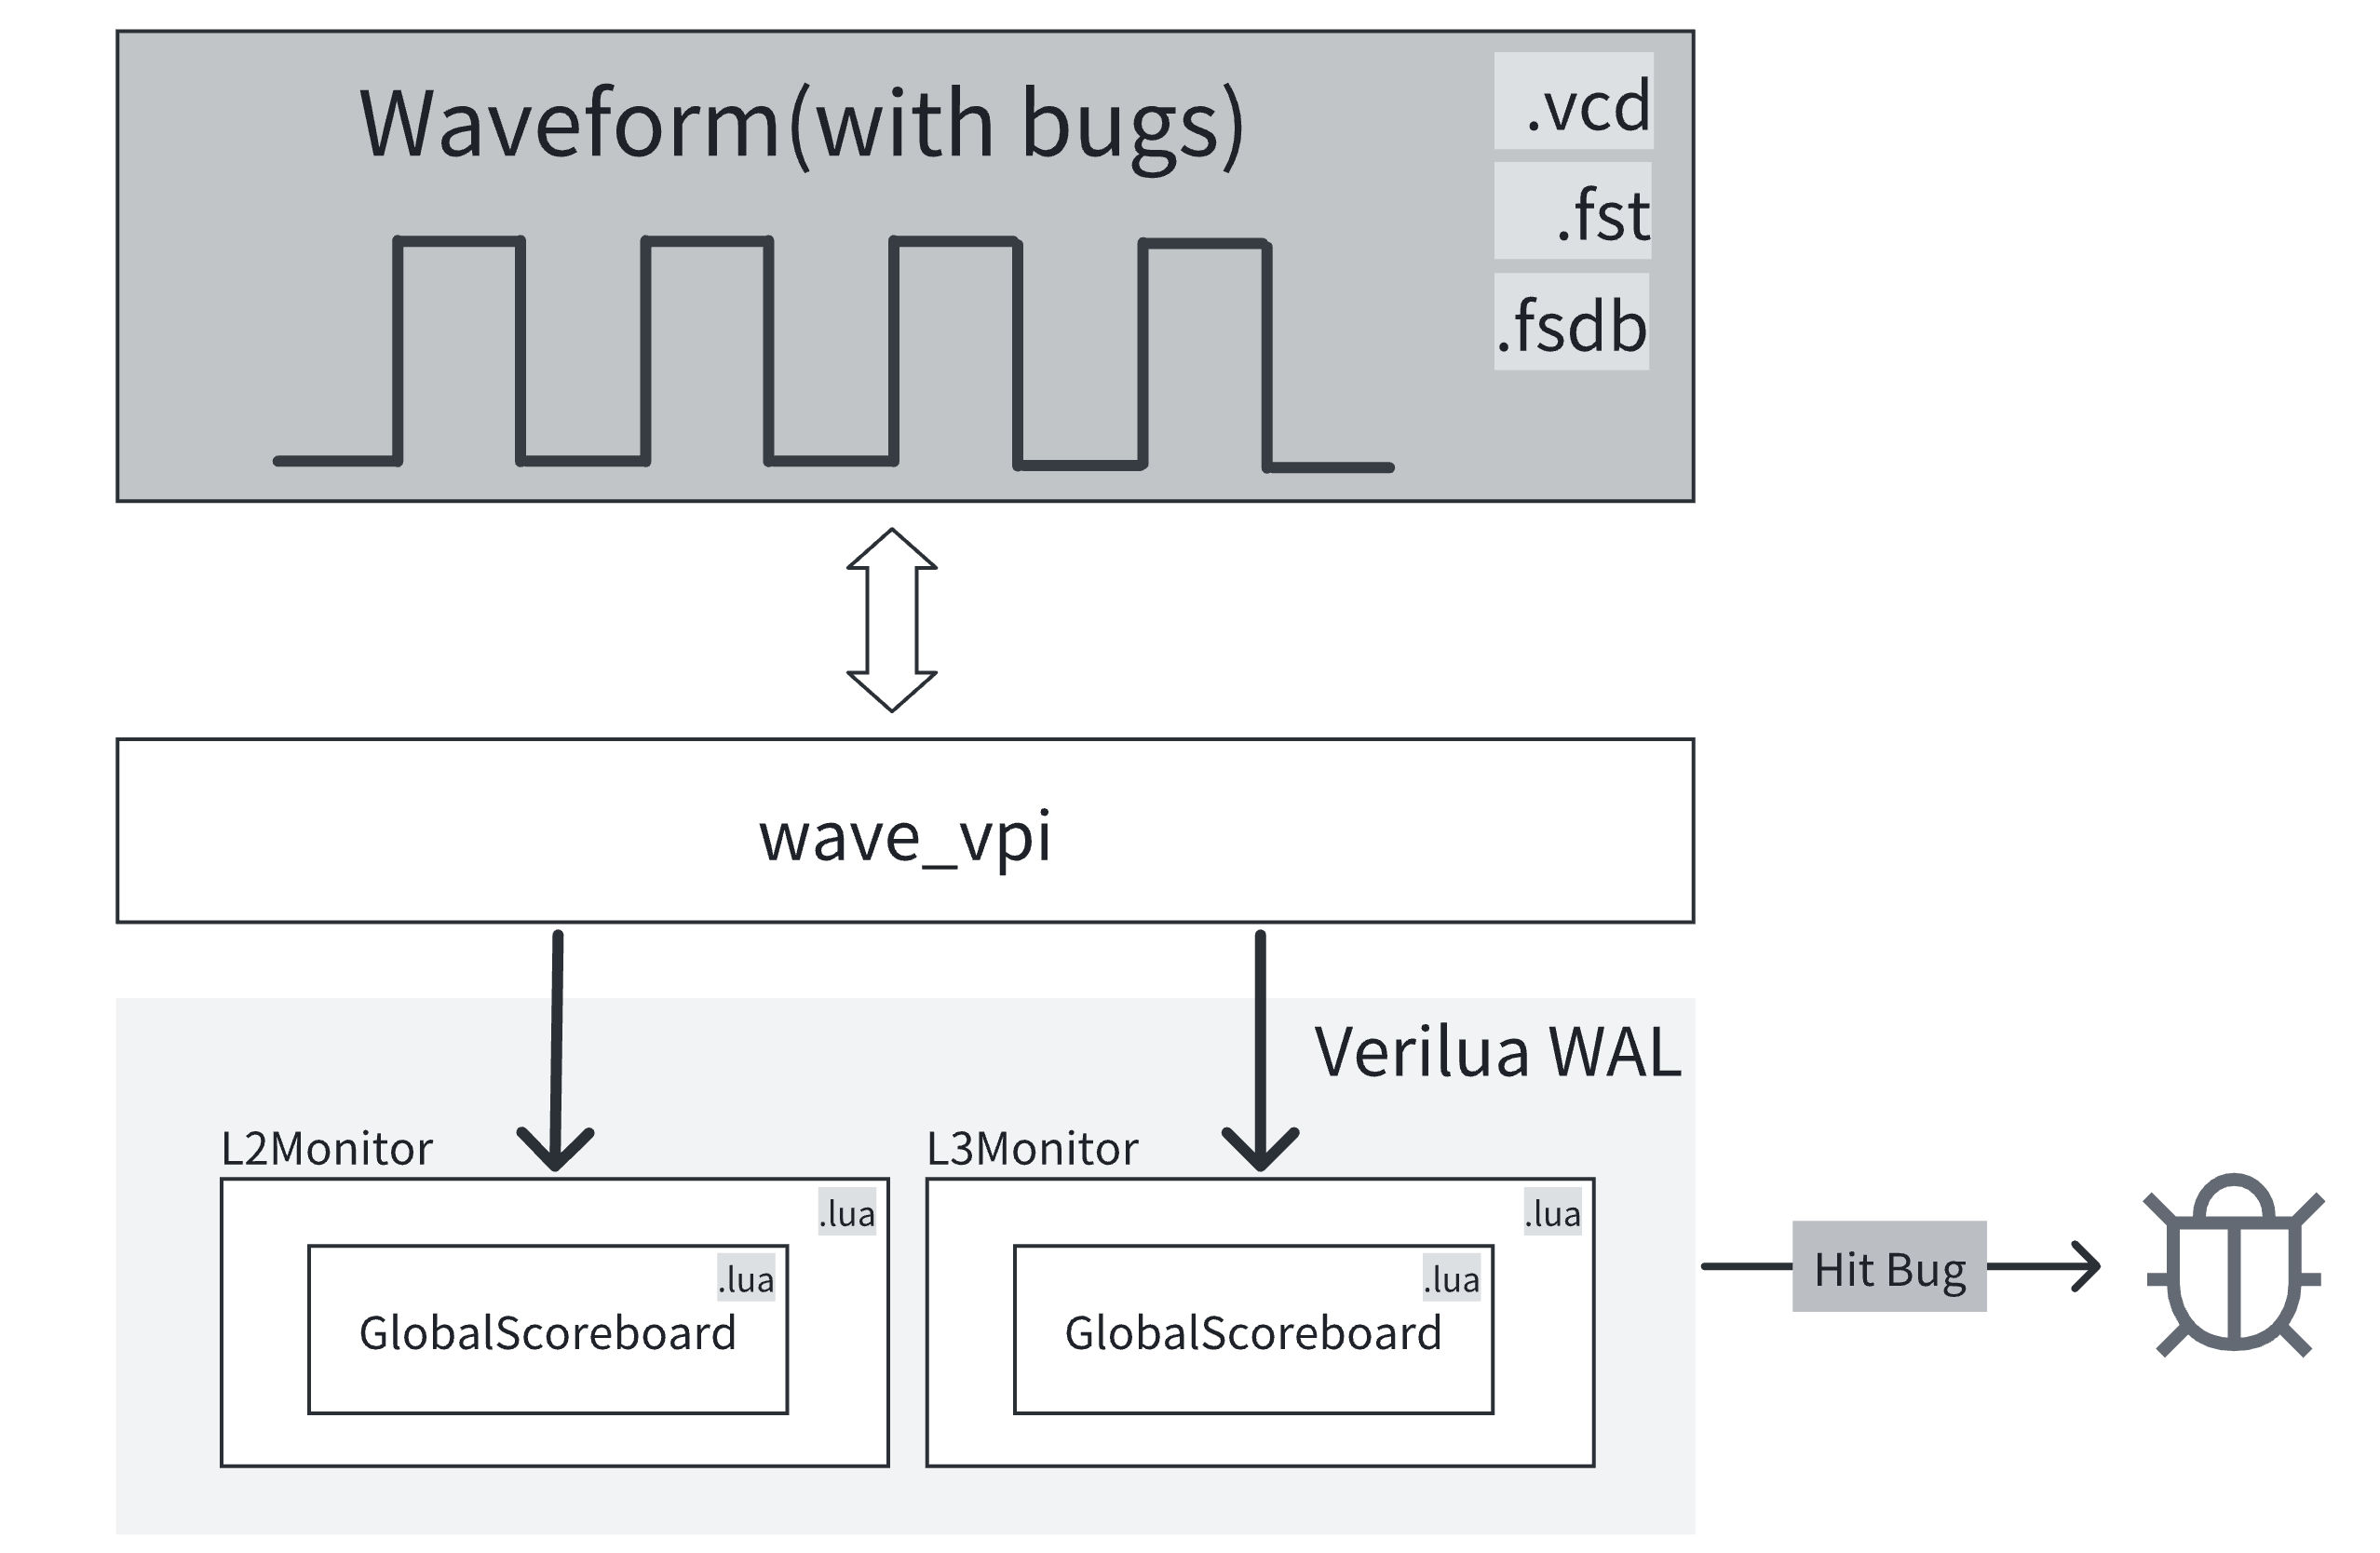 Waveform(with bugs)
.vcd
.fst
.fsdb
wave_vpi
Verilua WAL
L2Monitor
.lua
.lua
GlobalScoreboard
L3Monitor
.lua
.lua
GlobalScoreboard
Hit Bug